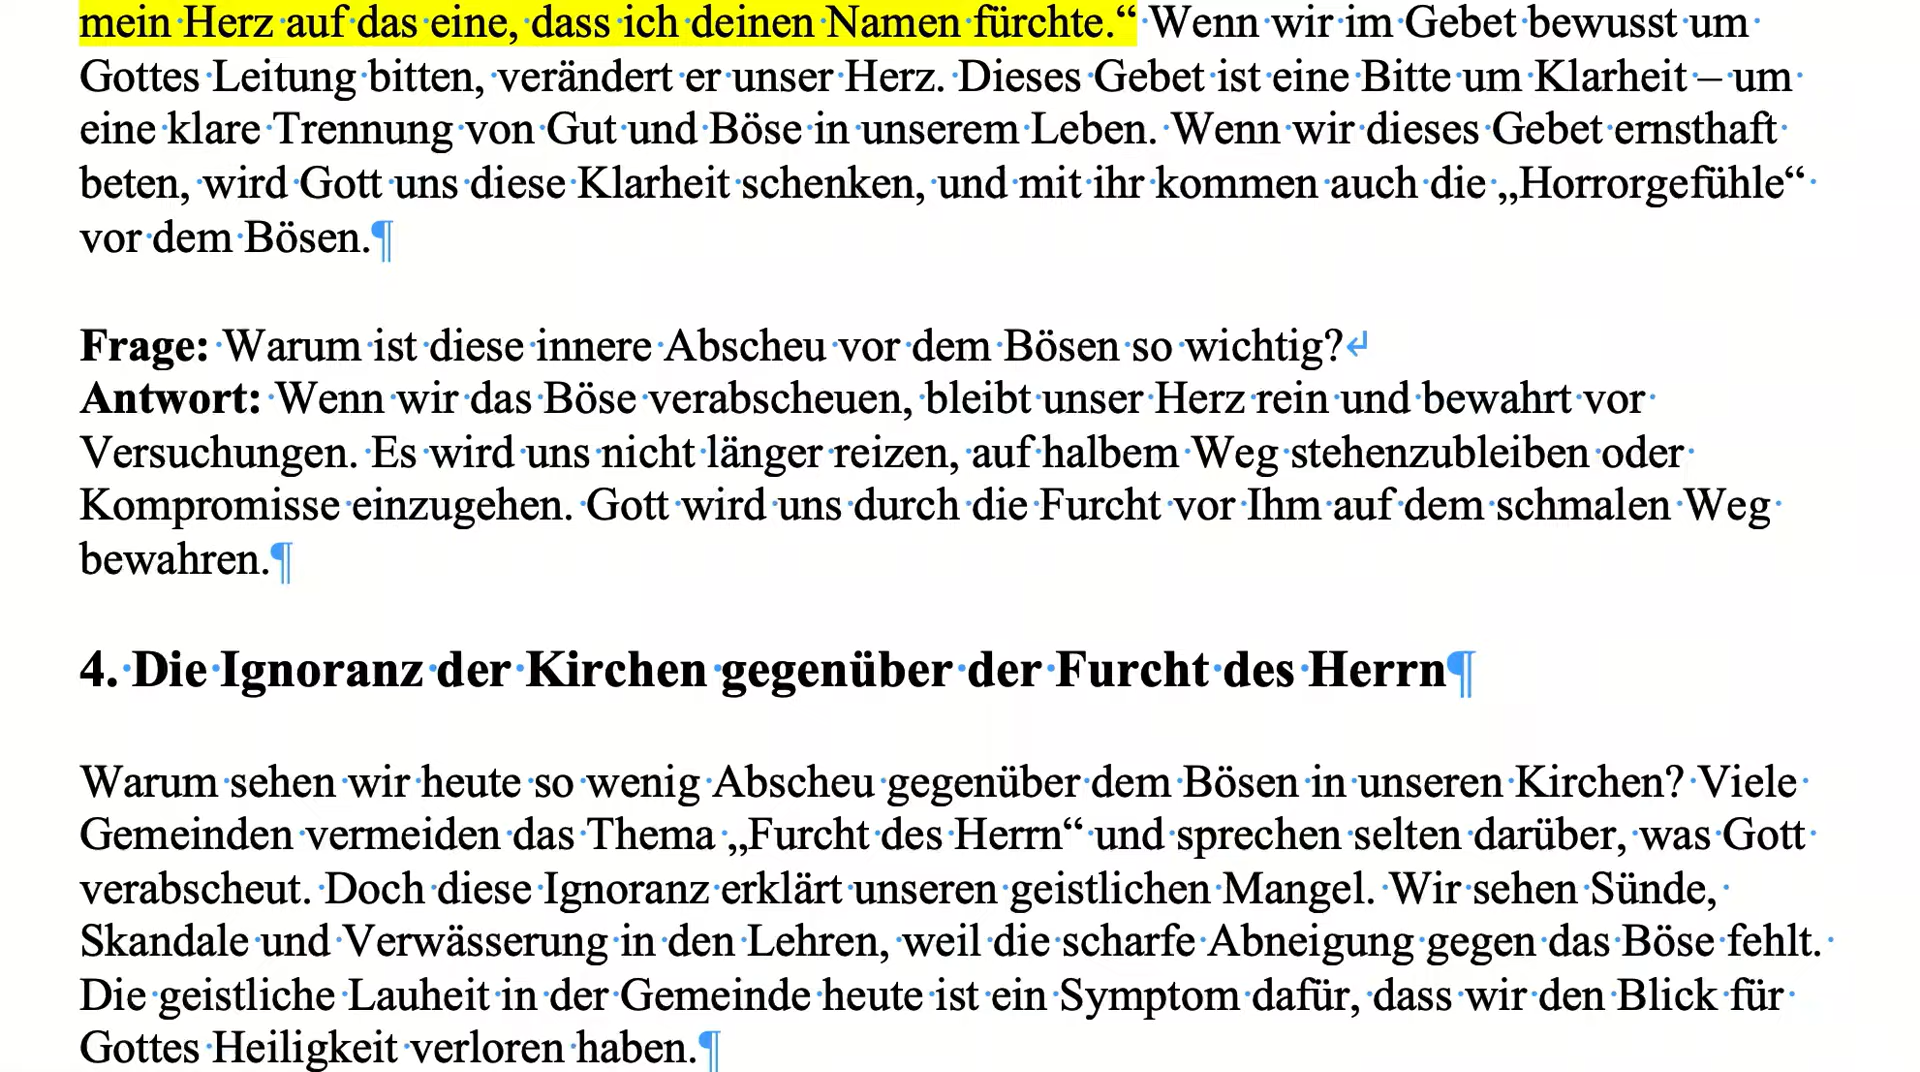 mein Herz auf das eine, dass ich deinen Namen fürchte.“ Wenn wir im Gebet bewusst um
Gottes Leitung bitten, verändert er unser Herz. Dieses Gebet ist eine Bitte um Klarheit – um
eine klare Trennung von Gut und Böse in unserem Leben. Wenn wir dieses Gebet ernsthaft
beten, wird Gott uns diese Klarheit schenken, und mit ihr kommen auch die „Horrorgefühle“
vor dem Bösen.¶
Frage: Warum ist diese innere Abscheu vor dem Bösen so wichtig?↵
Antwort: Wenn wir das Böse verabscheuen, bleibt unser Herz rein und bewahrt vor
Versuchungen. Es wird uns nicht länger reizen, auf halbem Weg stehenzubleiben oder
Kompromisse einzugehen. Gott wird uns durch die Furcht vor Ihm auf dem schmalen Weg
bewahren.¶
4. Die Ignoranz der Kirchen gegenüber der Furcht des Herrn¶
Warum sehen wir heute so wenig Abscheu gegenüber dem Bösen in unseren Kirchen? Viele
Gemeinden vermeiden das Thema „Furcht des Herrn“ und sprechen selten darüber, was Gott
verabscheut. Doch diese Ignoranz erklärt unseren geistlichen Mangel. Wir sehen Sünde,
Skandale und Verwässerung in den Lehren, weil die scharfe Abneigung gegen das Böse fehlt.
Die geistliche Lauheit in der Gemeinde heute ist ein Symptom dafür, dass wir den Blick für
Gottes Heiligkeit verloren haben.¶